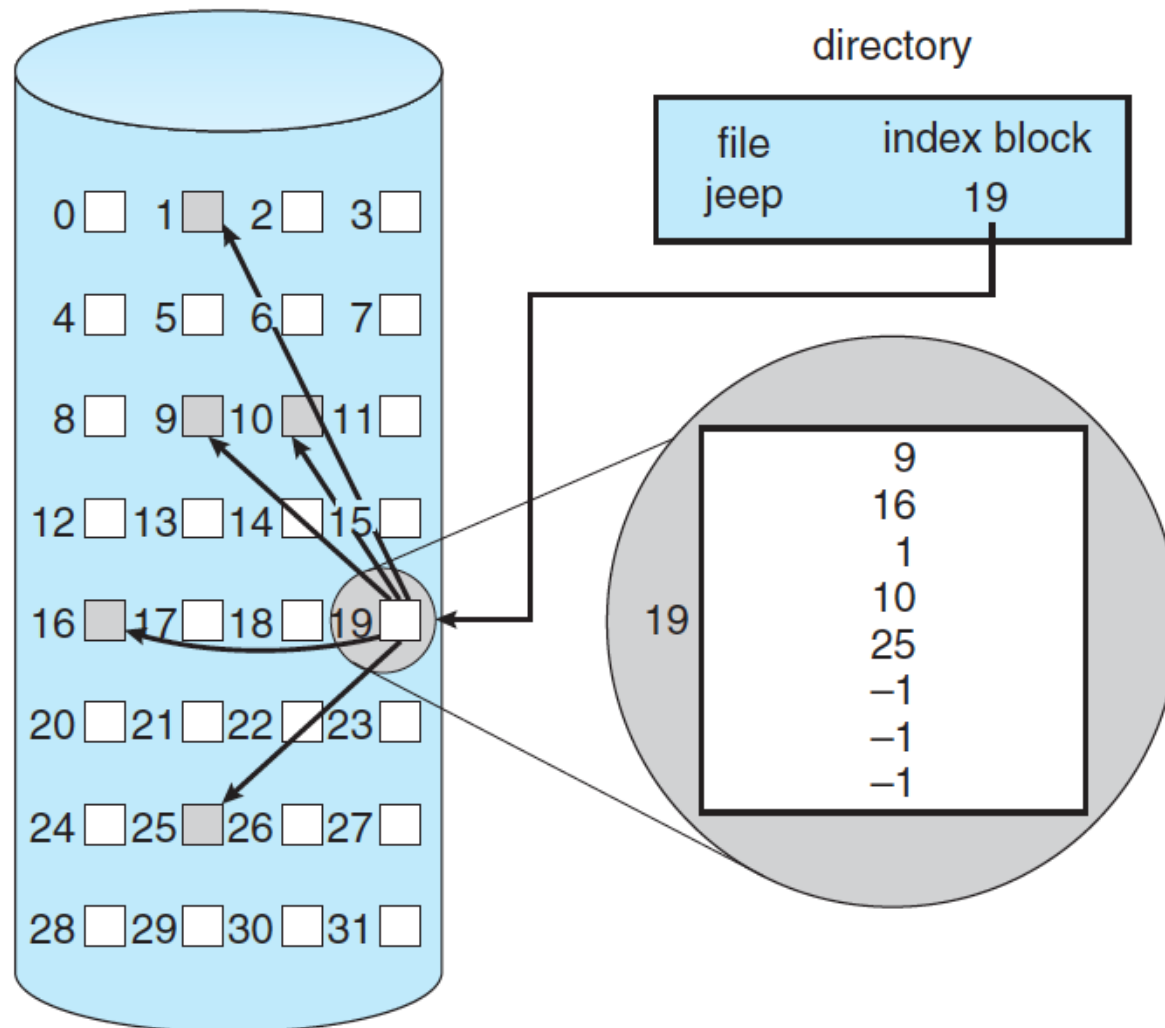 directory
file index block
jeep 19
0 1 2 3
4 5 6 7
8 9 10 11
12 13 14 15
16 17 18 19
20 21 22 23
24 25 26 27
28 29 30 31
19
9
16
1
10
25
–1
–1
–1